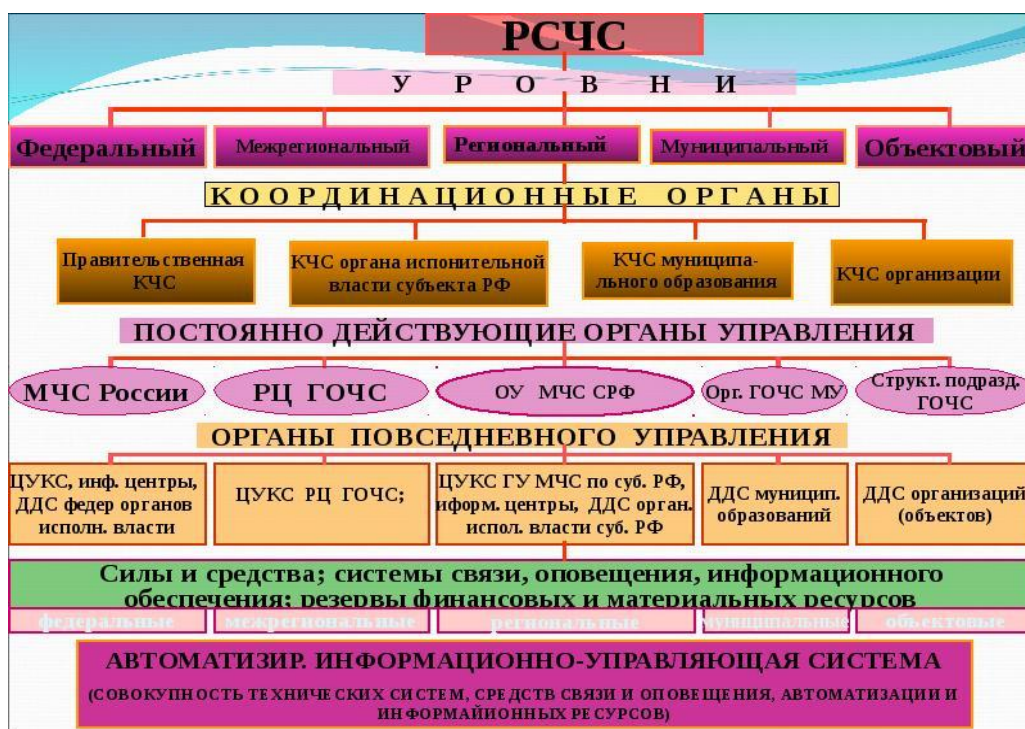 РСЧС
У Р О В Н И
Федеральный
Межрегиональный
Региональный
Муниципальный
Объектовый
К О О Р Д И Н А Ц И О Н Н Ы Е О Р Г А Н Ы
Правительственная
КЧС
КЧС органа испонительной
власти субъекта РФ
КЧС муниципа-
льного образования
КЧС организации
ПОСТОЯННО ДЕЙСТВУЮЩИЕ ОРГАНЫ УПРАВЛЕНИЯ
МЧС России
РЦ ГОЧС
ОУ МЧС СРФ
Орг. ГОЧС МУ
Структ. подразд.
ГОЧС
ОРГАНЫ ПОВСЕДНЕВНОГО УПРАВЛЕНИЯ
ЦУКС, инф. центры,
ДДС федер органов
исполн. власти
ЦУКС РЦ ГОЧС;
ЦУКС ГУ МЧС по суб. РФ,
иформ. центры, ДДС орган.
испол. власти суб. РФ
ДДС муницип.
образований
ДДС организаций
(объектов)
Силы и средства; системы связи, оповещения, информационного
обеспечения; резервы финансовых и материальных ресурсов
федеральные
межрегиональные
региональные
муниципальные
объектовые
АВТОМАТИЗИР. ИНФОРМАЦИОННО-УПРАВЛЯЮЩАЯ СИСТЕМА
(СОВОКУПНОСТЬ ТЕХНИЧЕСКИХ СИСТЕМ, СРЕДСТВ СВЯЗИ И ОПОВЕЩЕНИЯ, АВТОМАТИЗАЦИИ И
ИНФОРМАЙИОННЫХ РЕСУРСОВ)